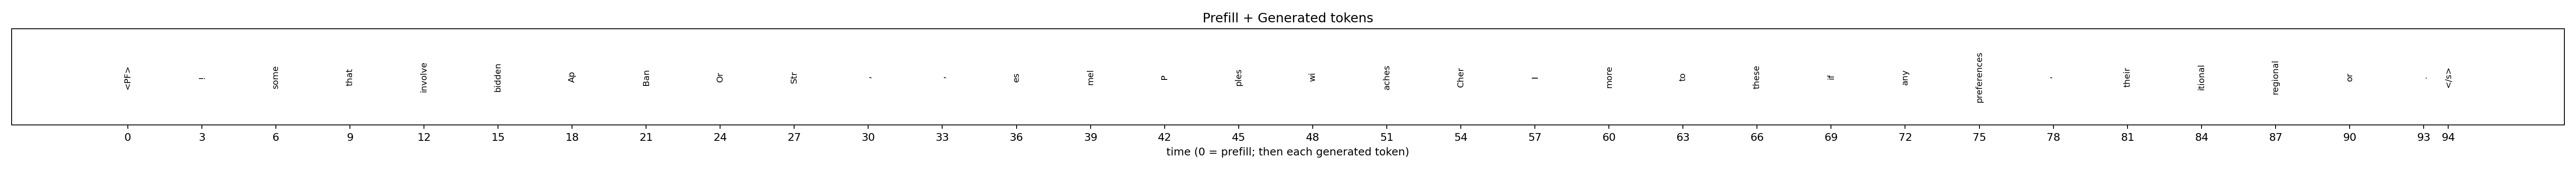 Prefill + Generated tokens
<PF> ! some that involve bidden Ap Ban Or Str , , es mel P ples wi aches Cher I more to these if any preferences , their itional regional or . </s>
0 3 6 9 12 15 18 21 24 27 30 33 36 39 42 45 48 51 54 57 60 63 66 69 72 75 78 81 84 87 90 93 94
time (0 = prefill; then each generated token)